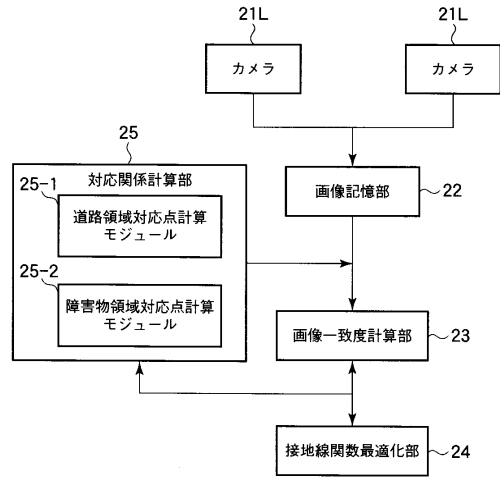 21L
21L
カメラ
カメラ
25
対応関係計算部
25-1
道路領域対応点計算
モジュール
画像記憶部
22
25-2
障害物領域対応点計算
モジュール
画像一致度計算部
23
接地線関数最適化部
24